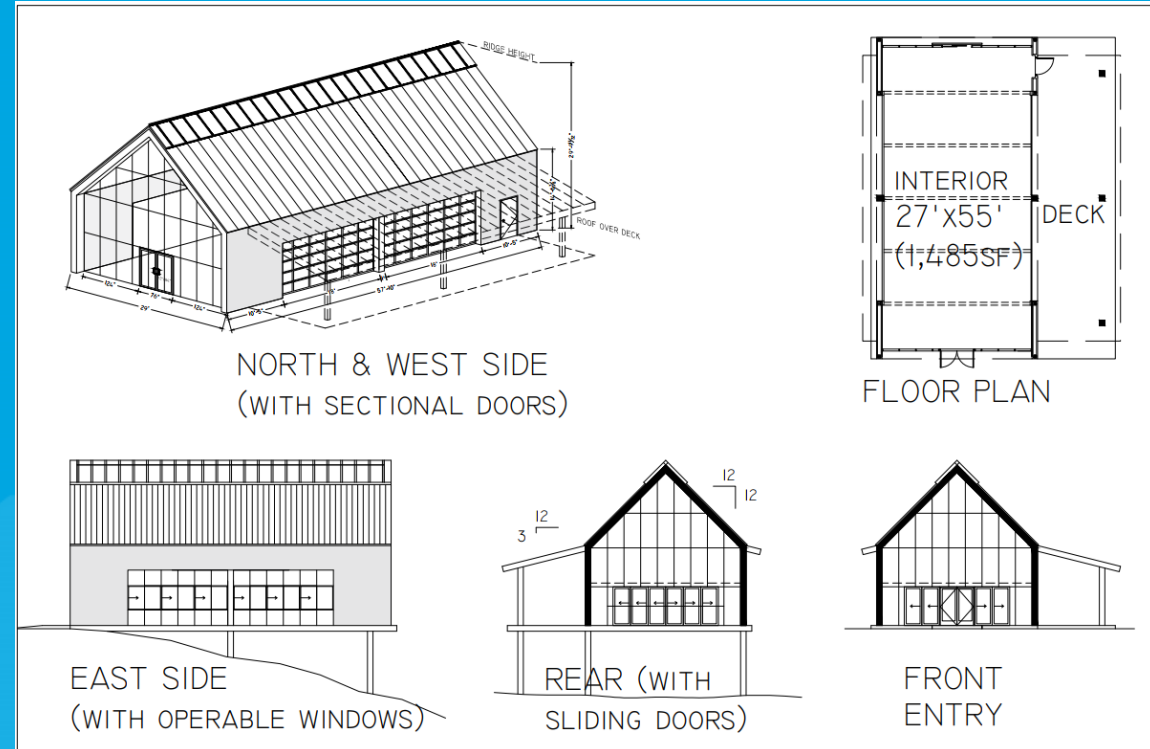 RIDGE HEIGHT
ROOF OVER DECK
29'
NORTH & WEST SIDE
(WITH SECTIONAL DOORS)
INTERIOR
27'x55'
(1,485SF)
DECK
FLOOR PLAN
12
3
12
12
EAST SIDE
(WITH OPERABLE WINDOWS)
REAR (WITH
SLIDING DOORS)
FRONT
ENTRY